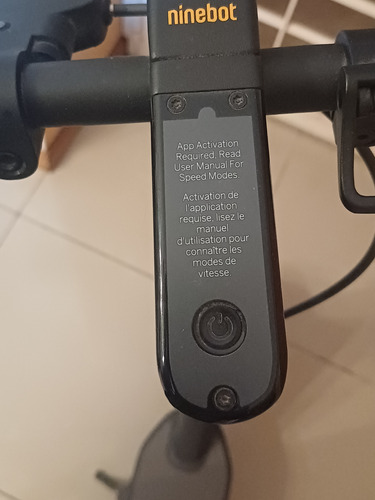 ninebot
App Activation
Required, Read
User Manual For
Speed Modes
Activation de
l'application
requise, lisez le
manuel
d'utilisation pour
connaître les
modes de
vitesse